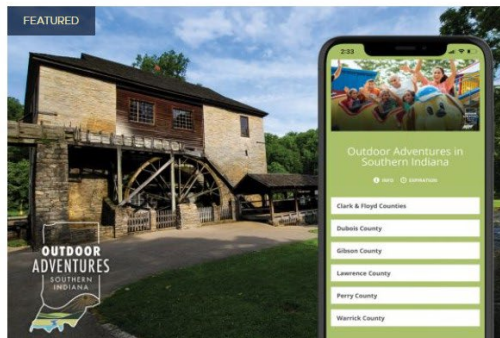 FEATURED
2:33
Outdoor Adventures in
Southern Indiana
INFO
EXPIRATION
Clark & Floyd Counties
Dubois County
Gibson County
Lawrence County
Perry County
Warrick County
OUTDOOR
ADVENTURES
SOUTHERN
INDIANA